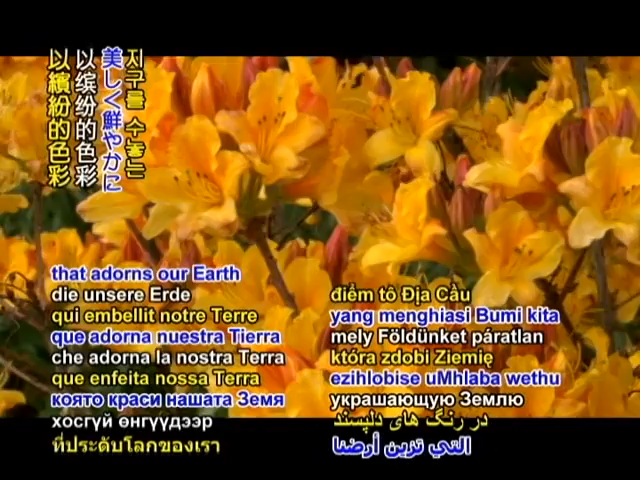 지구를 수놓는
美しく鮮やかに
以缤纷的色彩
以繽紛的色彩
that adorns our Earth
die unsere Erde
qui embellit notre Terre
que adorna nuestra Tierra
che adorna la nostra Terra
que enfeita nossa Terra
която краси нашата Земя
хосгүй өнгүүдээр
ที่ประดับโลกของเรา
điểm tô Địa Cầu
yang menghiasi Bumi kita
mely Földünket páratlan
która zdobi Ziemię
ezihlobise uMhlaba wethu
украшающую Землю
در رنگ های دلپسند
التي تزين أرضنا